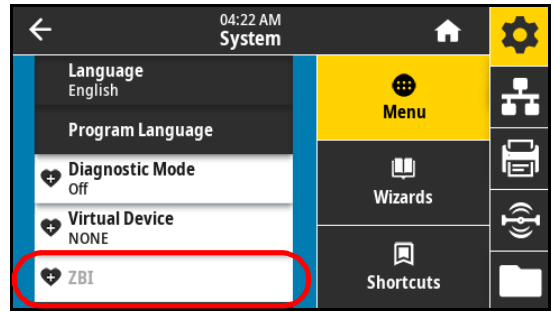 04:22 AM
System
Language
English
Program Language
Diagnostic Mode
Off
Virtual Device
NONE
ZBI
Menu
Wizards
Shortcuts